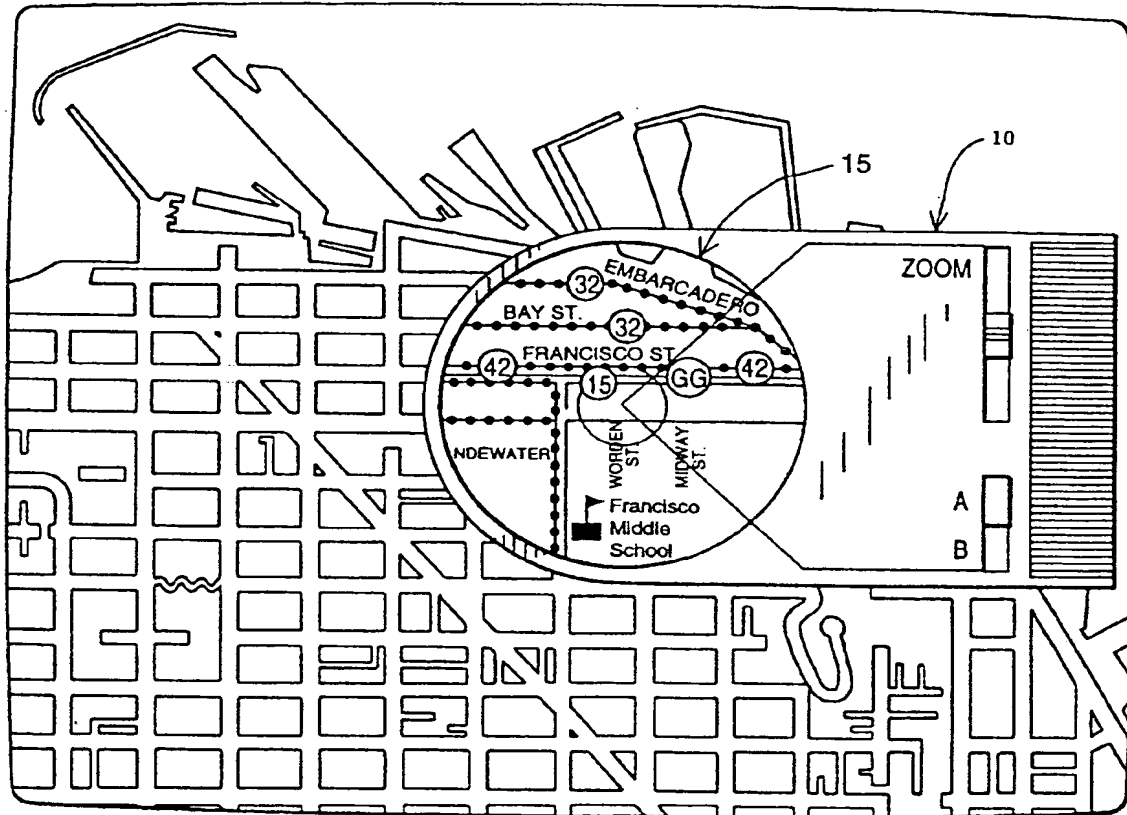 10
15
ZOOM
32
EMBARCADERO
BAY ST.
32
FRANCISCO ST.
42
15
GG
42
NDEWATER
WORDEN
ST.
MIDWAY
ST.
Francisco
Middle
School
A
B